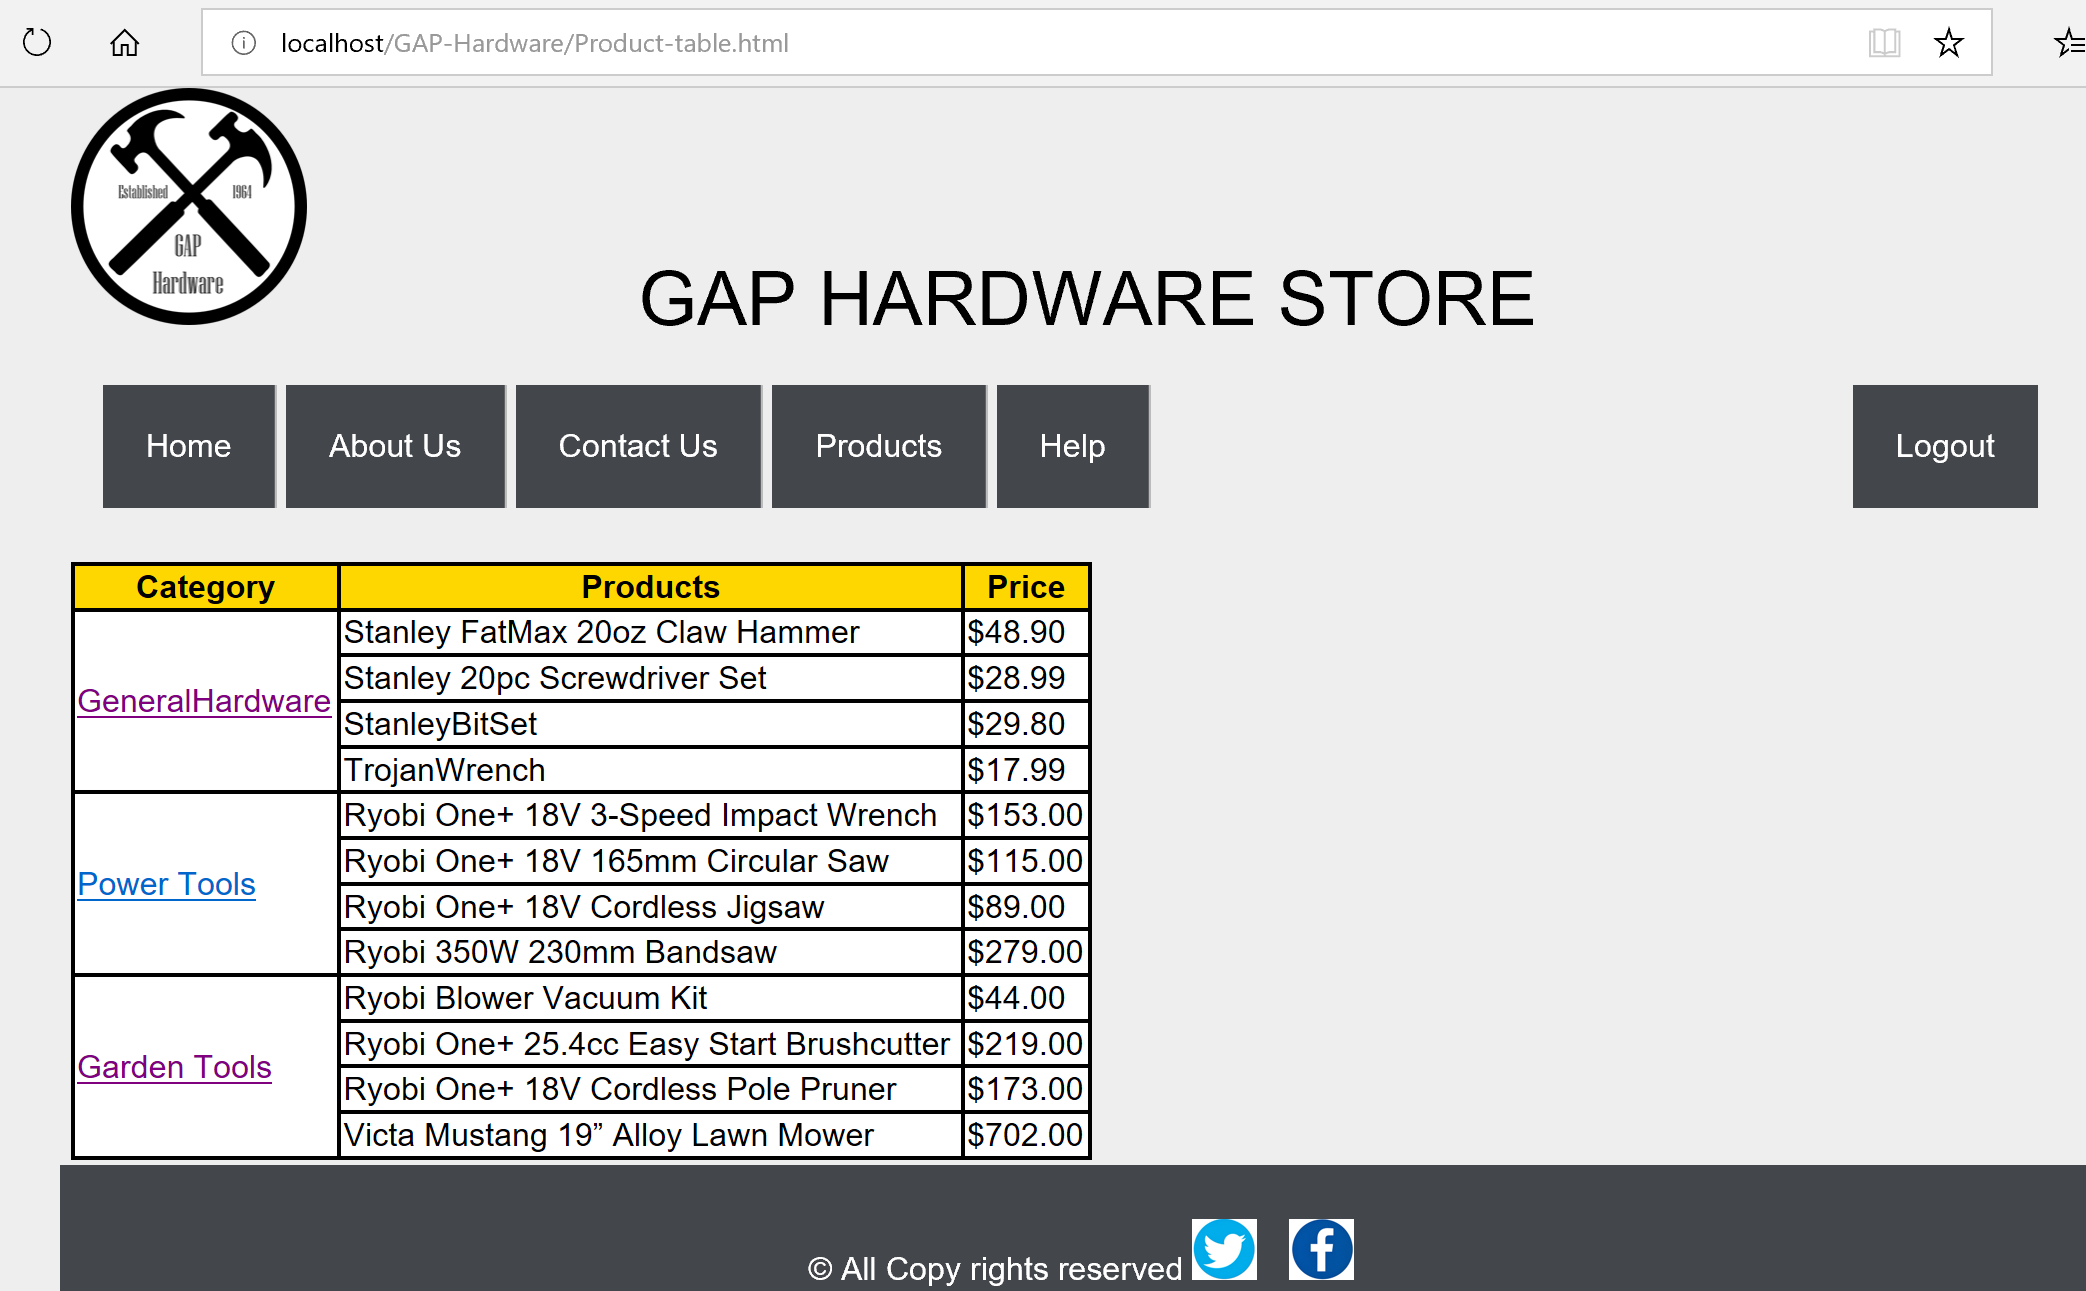 localhost/GAP-Hardware/Product-table.html
Established 1964
GAP
Hardware
GAP HARDWARE STORE
Home About Us Contact Us Products Help Logout
Category Products Price
GeneralHardware
Stanley FatMax 20oz Claw Hammer $48.90
Stanley 20pc Screwdriver Set $28.99
StanleyBitSet $29.80
TrojanWrench $17.99
Power Tools
Ryobi One+ 18V 3-Speed Impact Wrench $153.00
Ryobi One+ 18V 165mm Circular Saw $115.00
Ryobi One+ 18V Cordless Jigsaw $89.00
Ryobi 350W 230mm Bandsaw $279.00
Garden Tools
Ryobi Blower Vacuum Kit $44.00
Ryobi One+ 25.4cc Easy Start Brushcutter $219.00
Ryobi One+ 18V Cordless Pole Pruner $173.00
Victa Mustang 19” Alloy Lawn Mower $702.00
© All Copy rights reserved